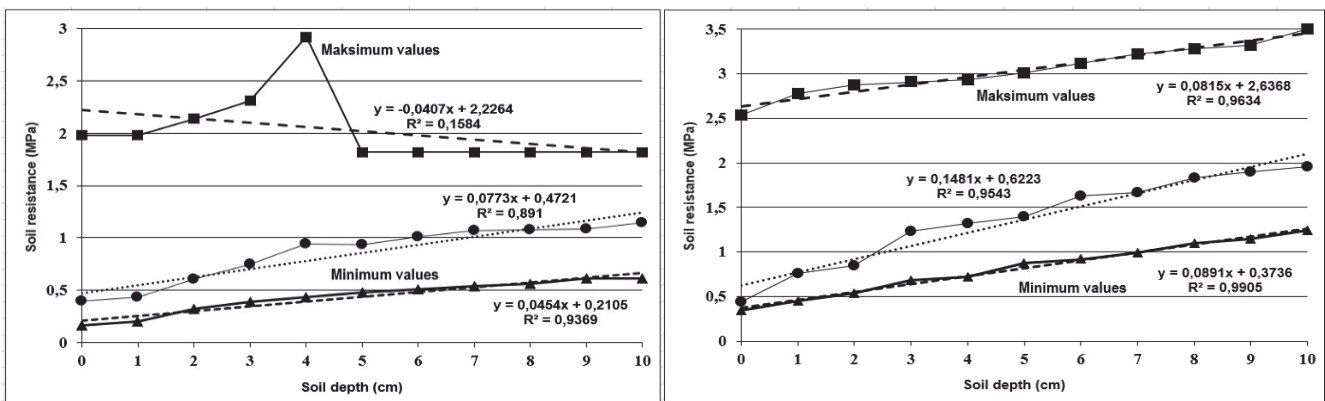 3
2,5
2
1,5
1
0,5
0
Soil resistance (MPa)
Maksimum values
y = -0,0407x + 2,2264
R² = 0,1584
y = 0,0773x + 0,4721
R² = 0,891
Minimum values
y = 0,0454x + 0,2105
R² = 0,9369
0 1 2 3 4 5 6 7 8 9 10
Soil depth (cm)
3,5
3
2,5
2
1,5
1
0,5
0
Soil resistance (MPa)
Maksimum values
y = 0,0815x + 2,6368
R² = 0,9634
y = 0,1481x + 0,6223
R² = 0,9543
y = 0,0891x + 0,3736
R² = 0,9905
Minimum values
0 1 2 3 4 5 6 7 8 9 10
Soil depth (cm)